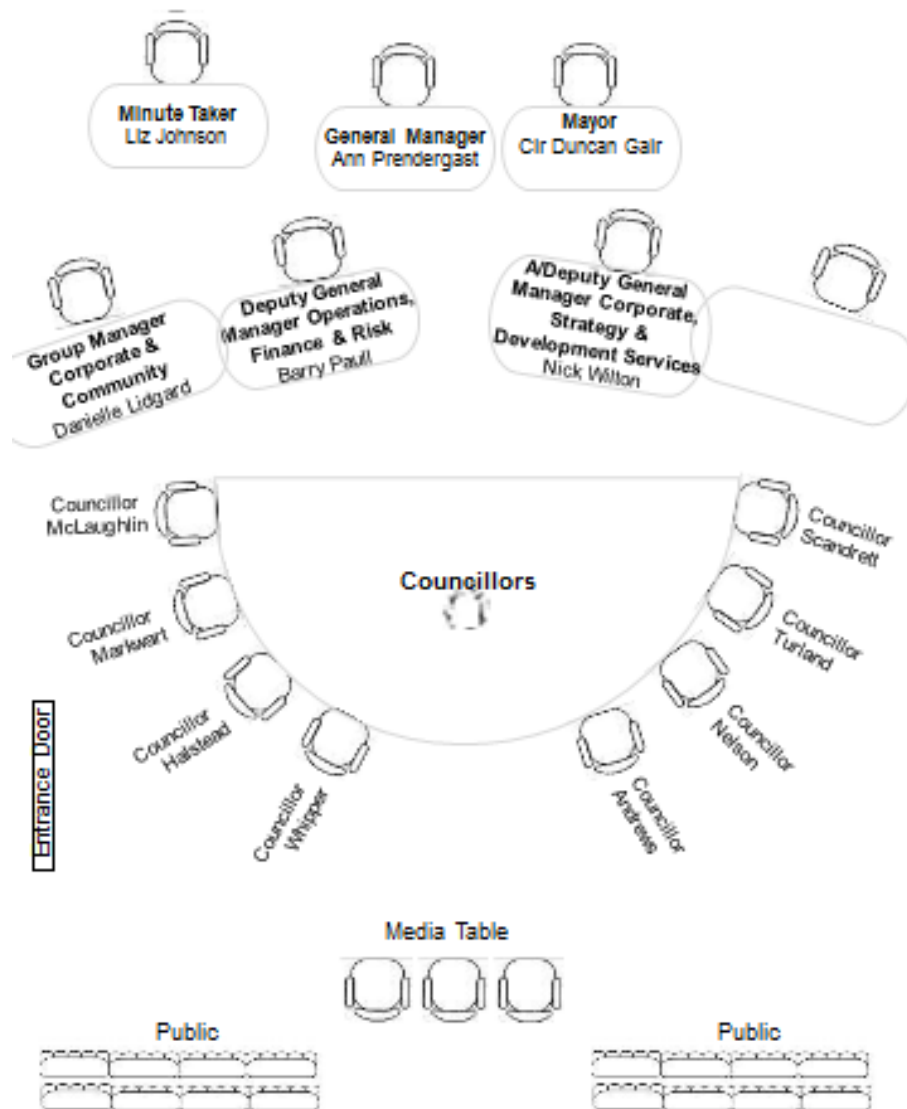 Minute Taker
Liz Johnson
General Manager
Ann Prendergast
Mayor
Clr Duncan Gair
Group Manager
Corporate &
Community
Danielle Lidgard
Deputy General
Manager Operations,
Finance & Risk
Barry Paull
A/Deputy General
Manager Corporate,
Strategy &
Development Services
Nick Wilton
Councillor
McLaughlin
Councillor
Scandrett
Councillors
Councillor
Markwart
Councillor
Turland
Councillor
Halstead
Councillor
Nelson
Councillor
Whipper
Councillor
Andrews
Entrance Door
Media Table
Public
Public